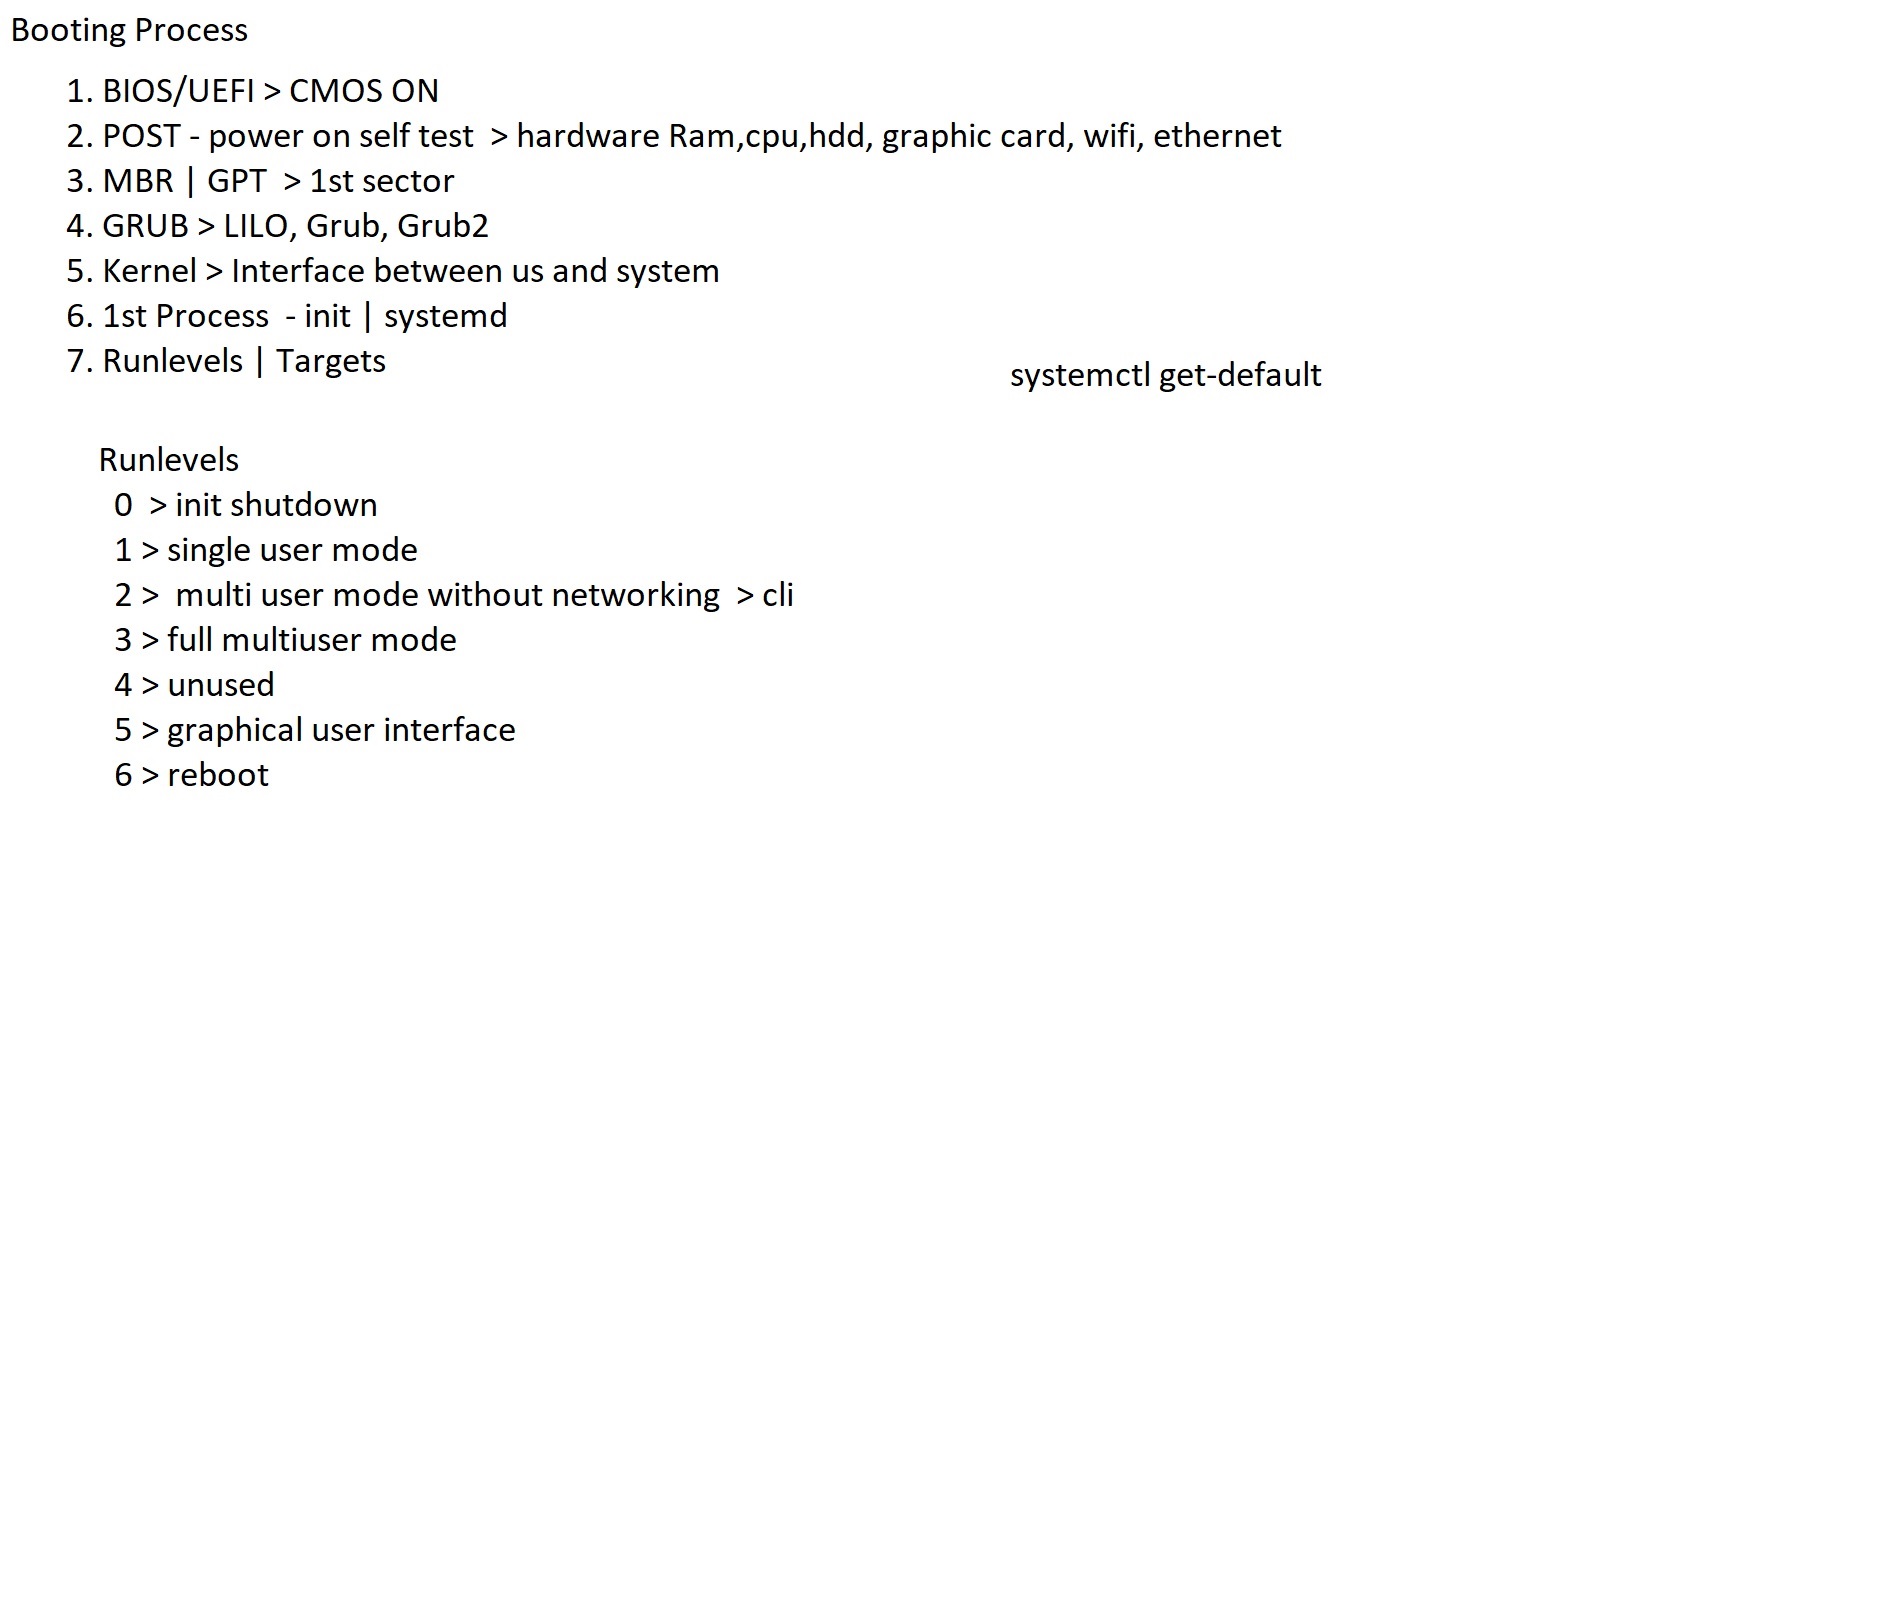 Booting Process
1. BIOS/UEFI > CMOS ON
2. POST - power on self test  > hardware Ram,cpu,hdd, graphic card, wifi, ethernet
3. MBR | GPT  > 1st sector
4. GRUB > LILO, Grub, Grub2
5. Kernel > Interface between us and system
6. 1st Process  - init | systemd
7. Runlevels | Targets
systemctl get-default
Runlevels
0  > init shutdown
1 > single user mode
2 >  multi user mode without networking  > cli
3 > full multiuser mode
4 > unused
5 > graphical user interface
6 > reboot